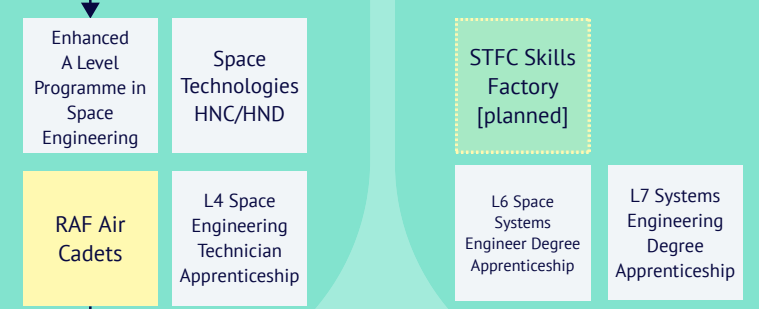 Enhanced
A Level
Programme in
Space
Engineering
Space
Technologies
HNC/HND
STFC Skills
Factory
[planned]
RAF Air
Cadets
L4 Space
Engineering
Technician
Apprenticeship
L6 Space
Systems
Engineer Degree
Apprenticeship
L7 Systems
Engineering
Degree
Apprenticeship